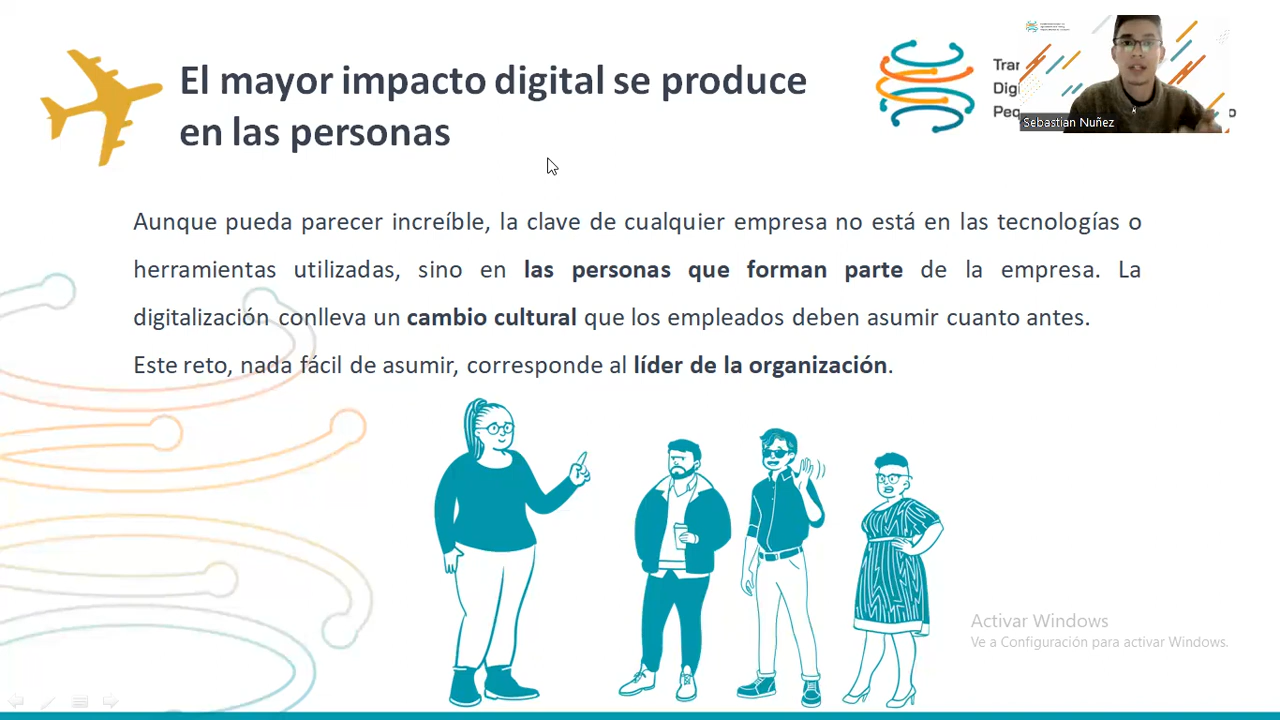 El mayor impacto digital se produce
en las personas
Sebastian Nuñez
Aunque pueda parecer increíble, la clave de cualquier empresa no está en las tecnologías o
herramientas utilizadas, sino en las personas que forman parte de la empresa. La
digitalización conlleva un cambio cultural que los empleados deben asumir cuanto antes.
Este reto, nada fácil de asumir, corresponde al líder de la organización.
Activar Windows
Ve a Configuración para activar Windows.